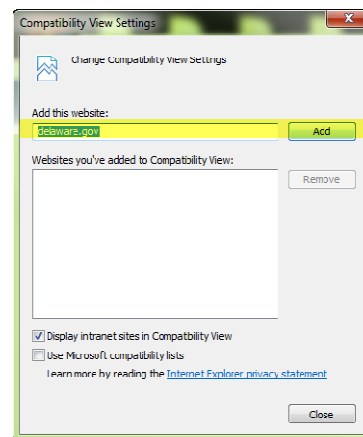 Compatibility View Settings
Change Compatibility View Settings
Add this website:
delaware.gov
Add
Websites you've added to Compatibility View:
Remove
Display intranet sites in Compatibility View
Use Microsoft compatibility lists
Learn more by reading the Internet Explorer privacy statement
Close